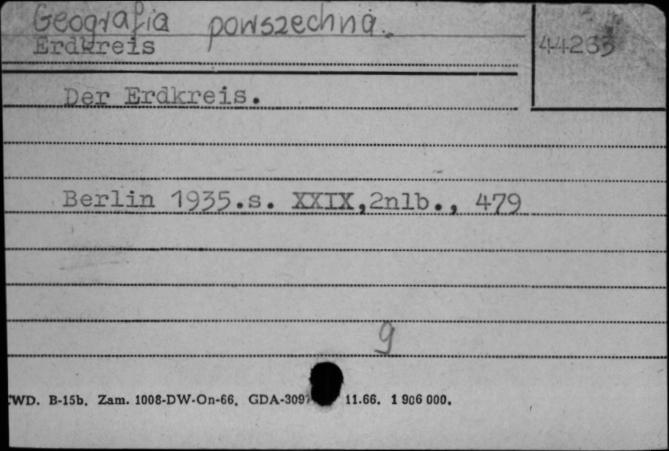 Geografia powszechna.
Erdkreis
44235
Der Erdkreis.
Berlin 1935.s. XXIX,2nlb., 479
g
WD. B-15b. Zam. 1008-DW-On-66. GDA-309 11.66. 1 906 000.